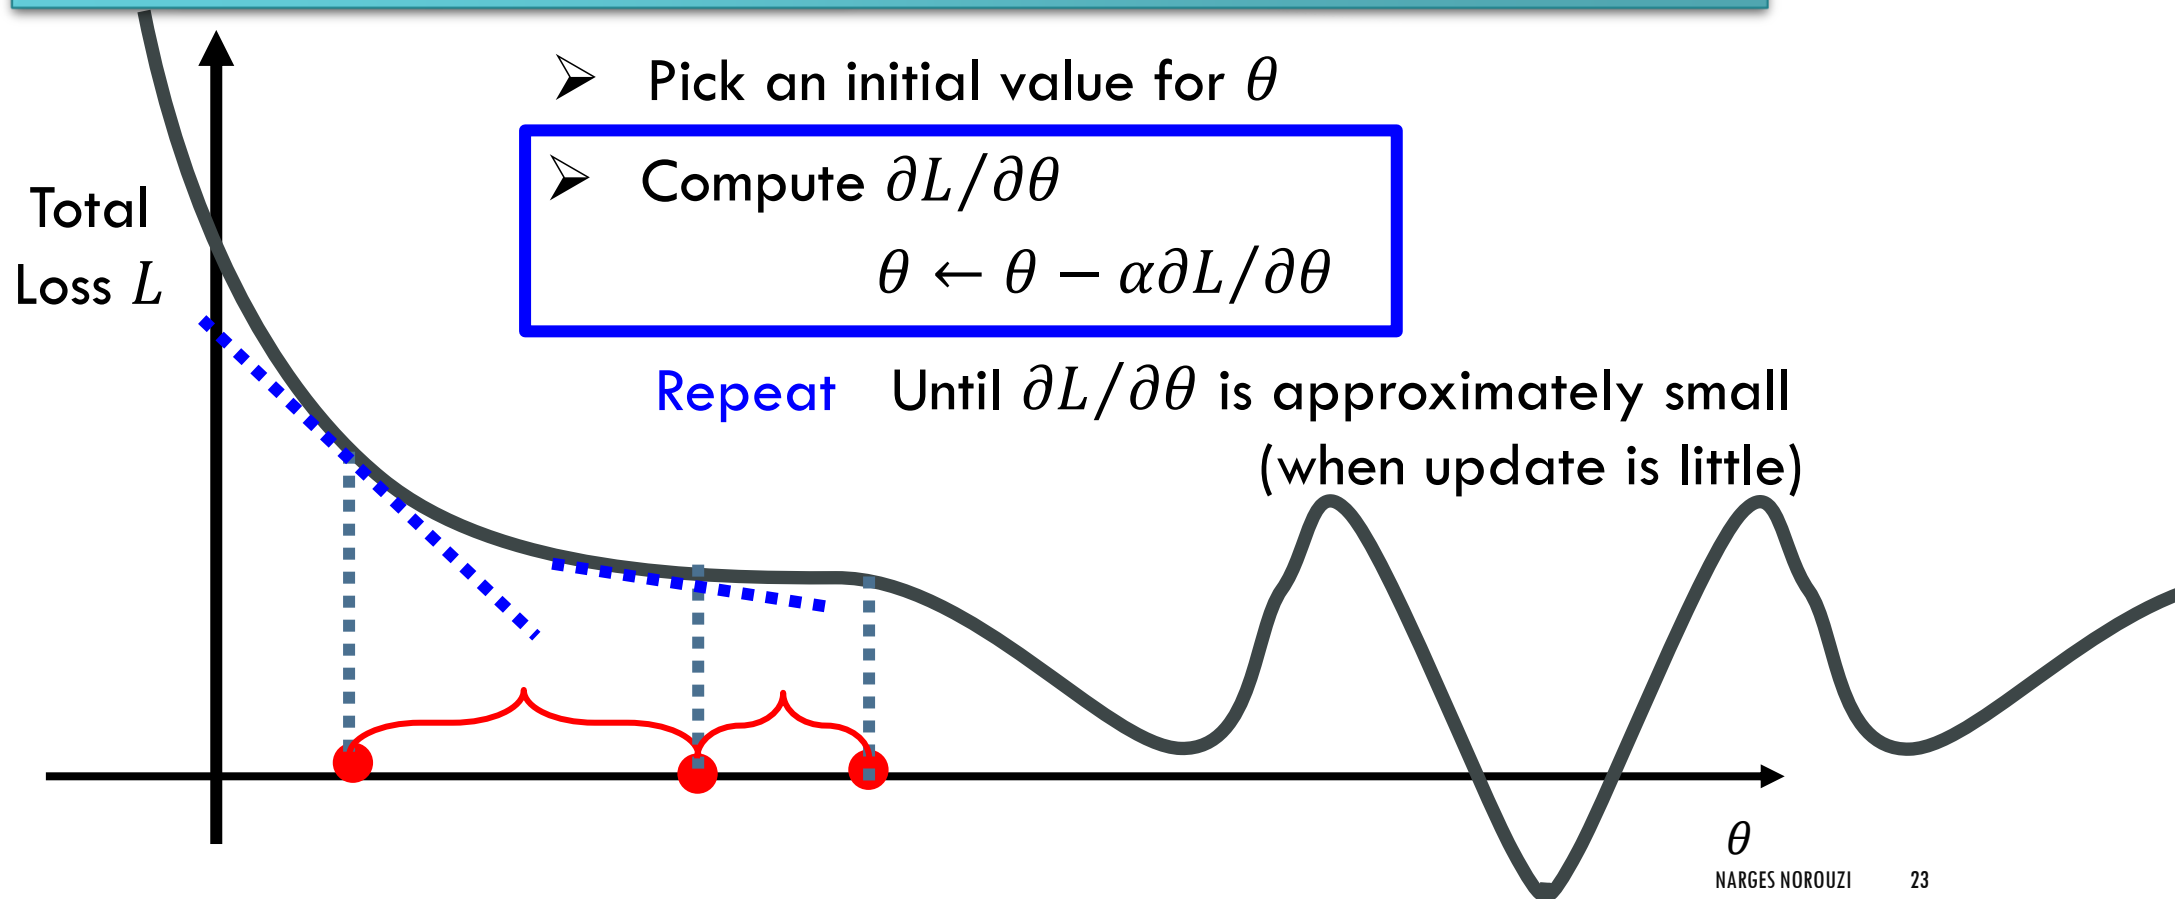 ➢ Pick an initial value for θ
➢ Compute ∂L/∂θ
θ ← θ − α∂L/∂θ
Total
Loss L
Repeat Until ∂L/∂θ is approximately small
(when update is little)
θ
NARGES NOROUZI 23